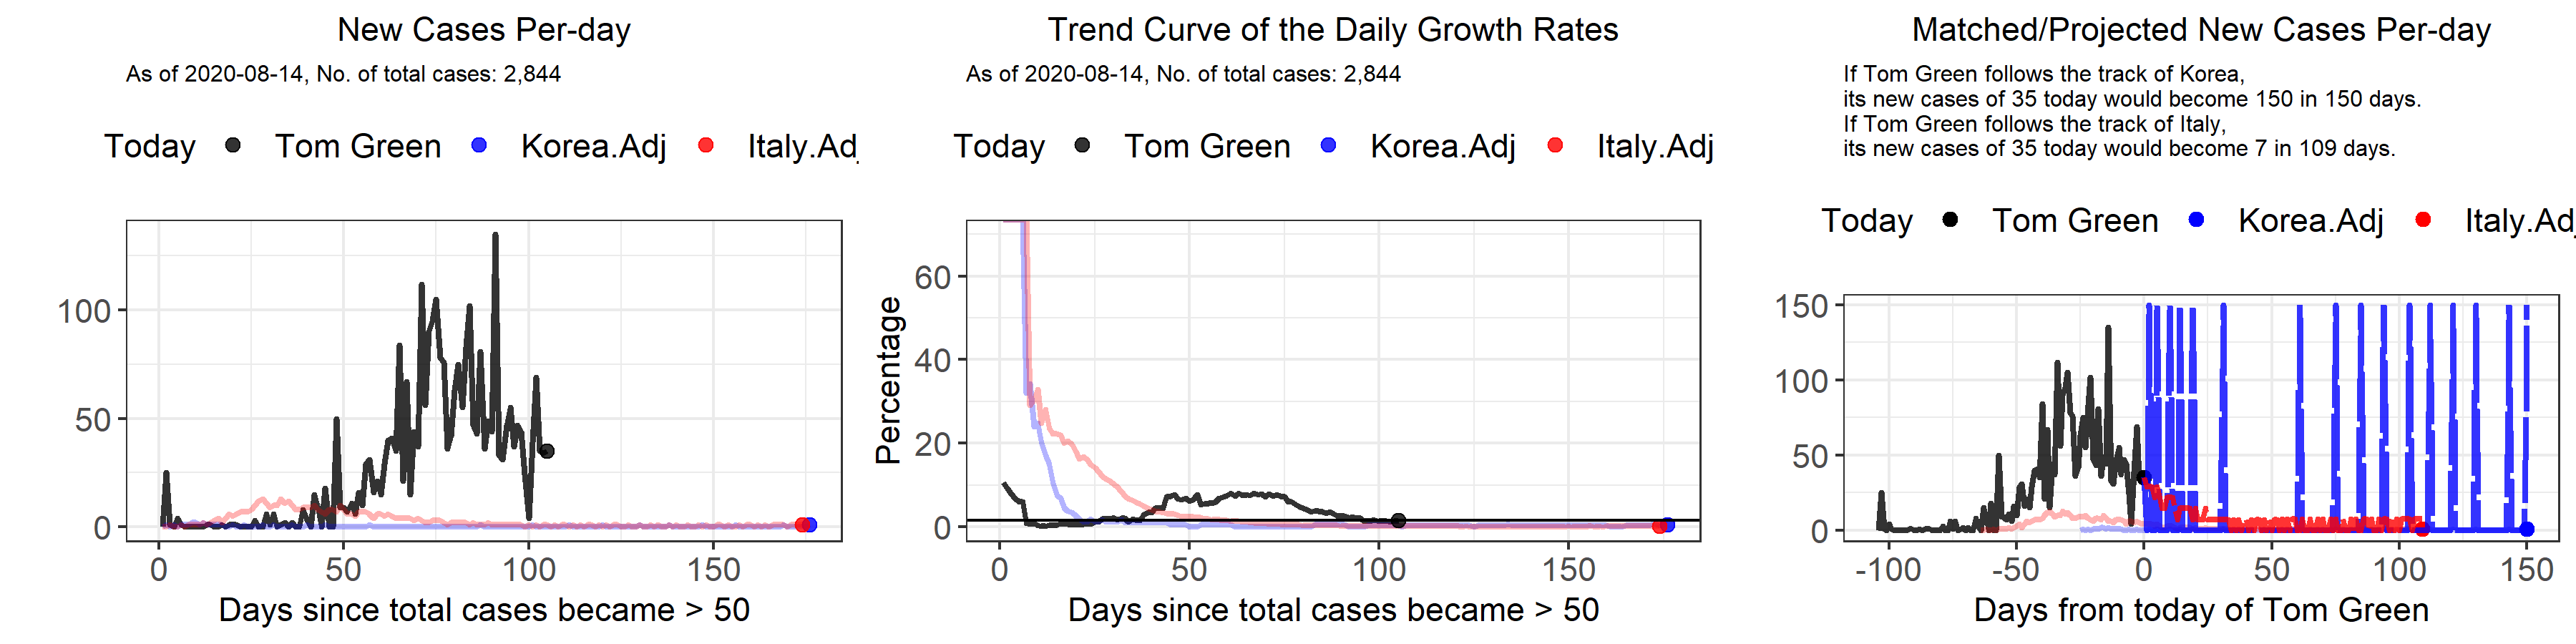 New Cases Per-day
As of 2020-08-14, No. of total cases: 2,844
Today Tom Green Korea.Adj Italy.Ad
100
50
0
0 50 100 150
Days since total cases became > 50
Trend Curve of the Daily Growth Rates
As of 2020-08-14, No. of total cases: 2,844
Today Tom Green Korea.Adj Italy.Adj
Percentage
60
40
20
0
0 50 100 150
Days since total cases became > 50
Matched/Projected New Cases Per-day
If Tom Green follows the track of Korea,
its new cases of 35 today would become 150 in 150 days.
If Tom Green follows the track of Italy,
its new cases of 35 today would become 7 in 109 days.
Today Tom Green Korea.Adj Italy.Adj
150
100
50
0
-100 -50 0 50 100 150
Days from today of Tom Green